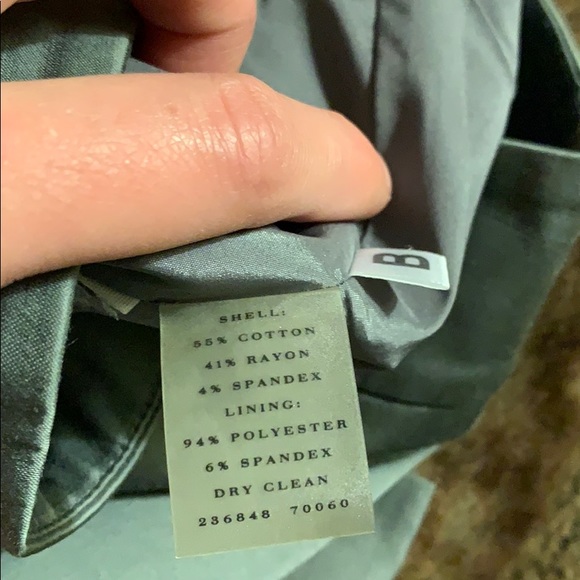 SHELL:
55% COTTON
41% RAYON
4% SPANDEX
LINING:
94% POLYESTER
6% SPANDEX
DRY CLEAN
236848 70060
B